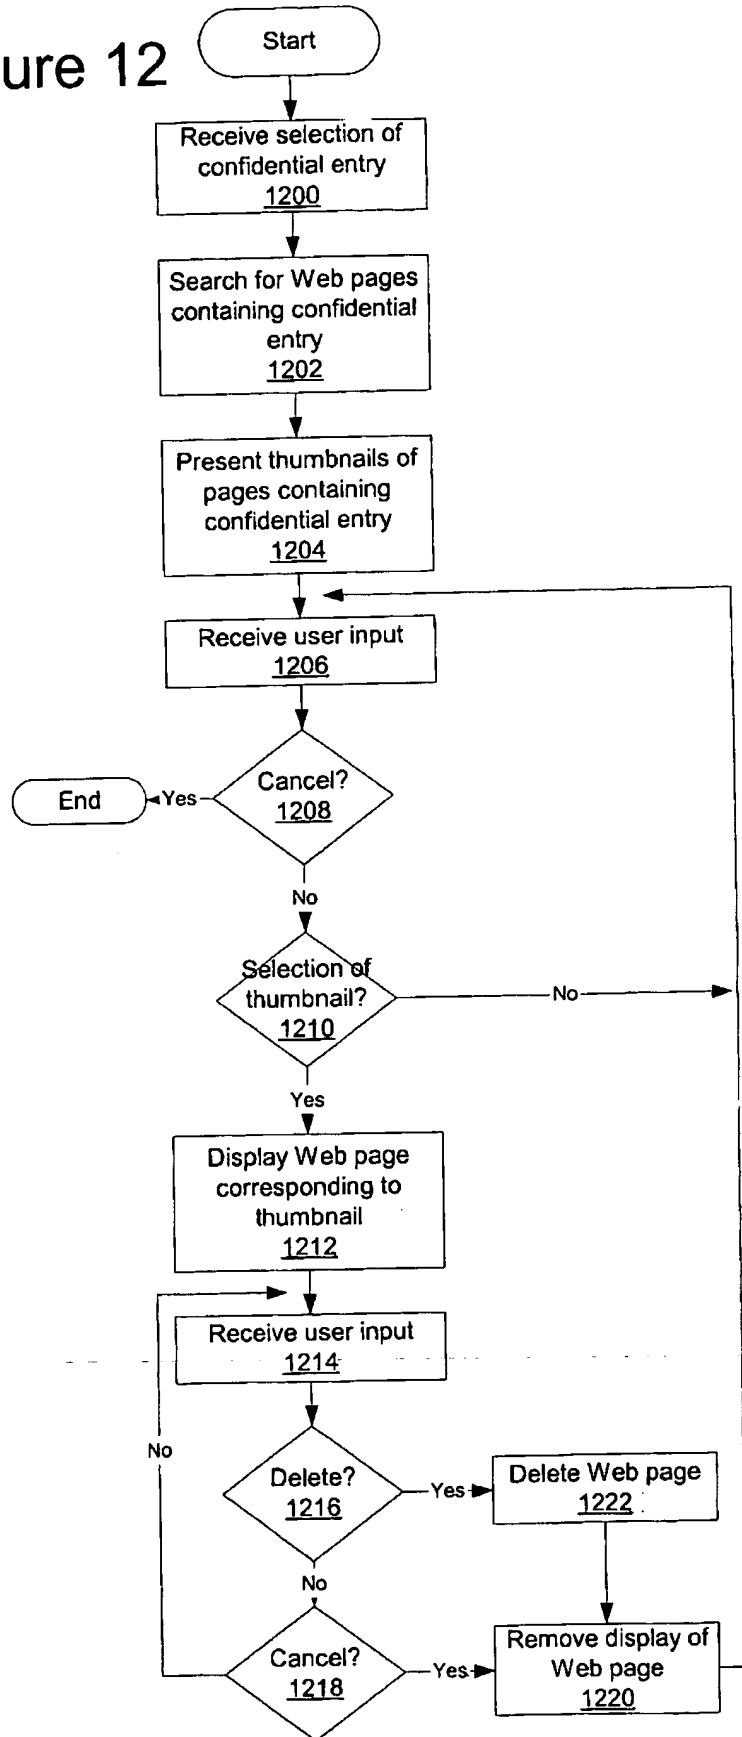 ure 12
Start
Receive selection of
confidential entry
1200
Search for Web pages
containing confidential
entry
1202
Present thumbnails of
pages containing
confidential entry
1204
Receive user input
1206
Cancel?
1208
Yes
End
No
Selection of
thumbnail?
1210
No
Yes
Display Web page
corresponding to
thumbnail
1212
Receive user input
1214
No
Delete?
1216
Yes
Delete Web page
1222
No
Cancel?
1218
Yes
Remove display of
Web page
1220